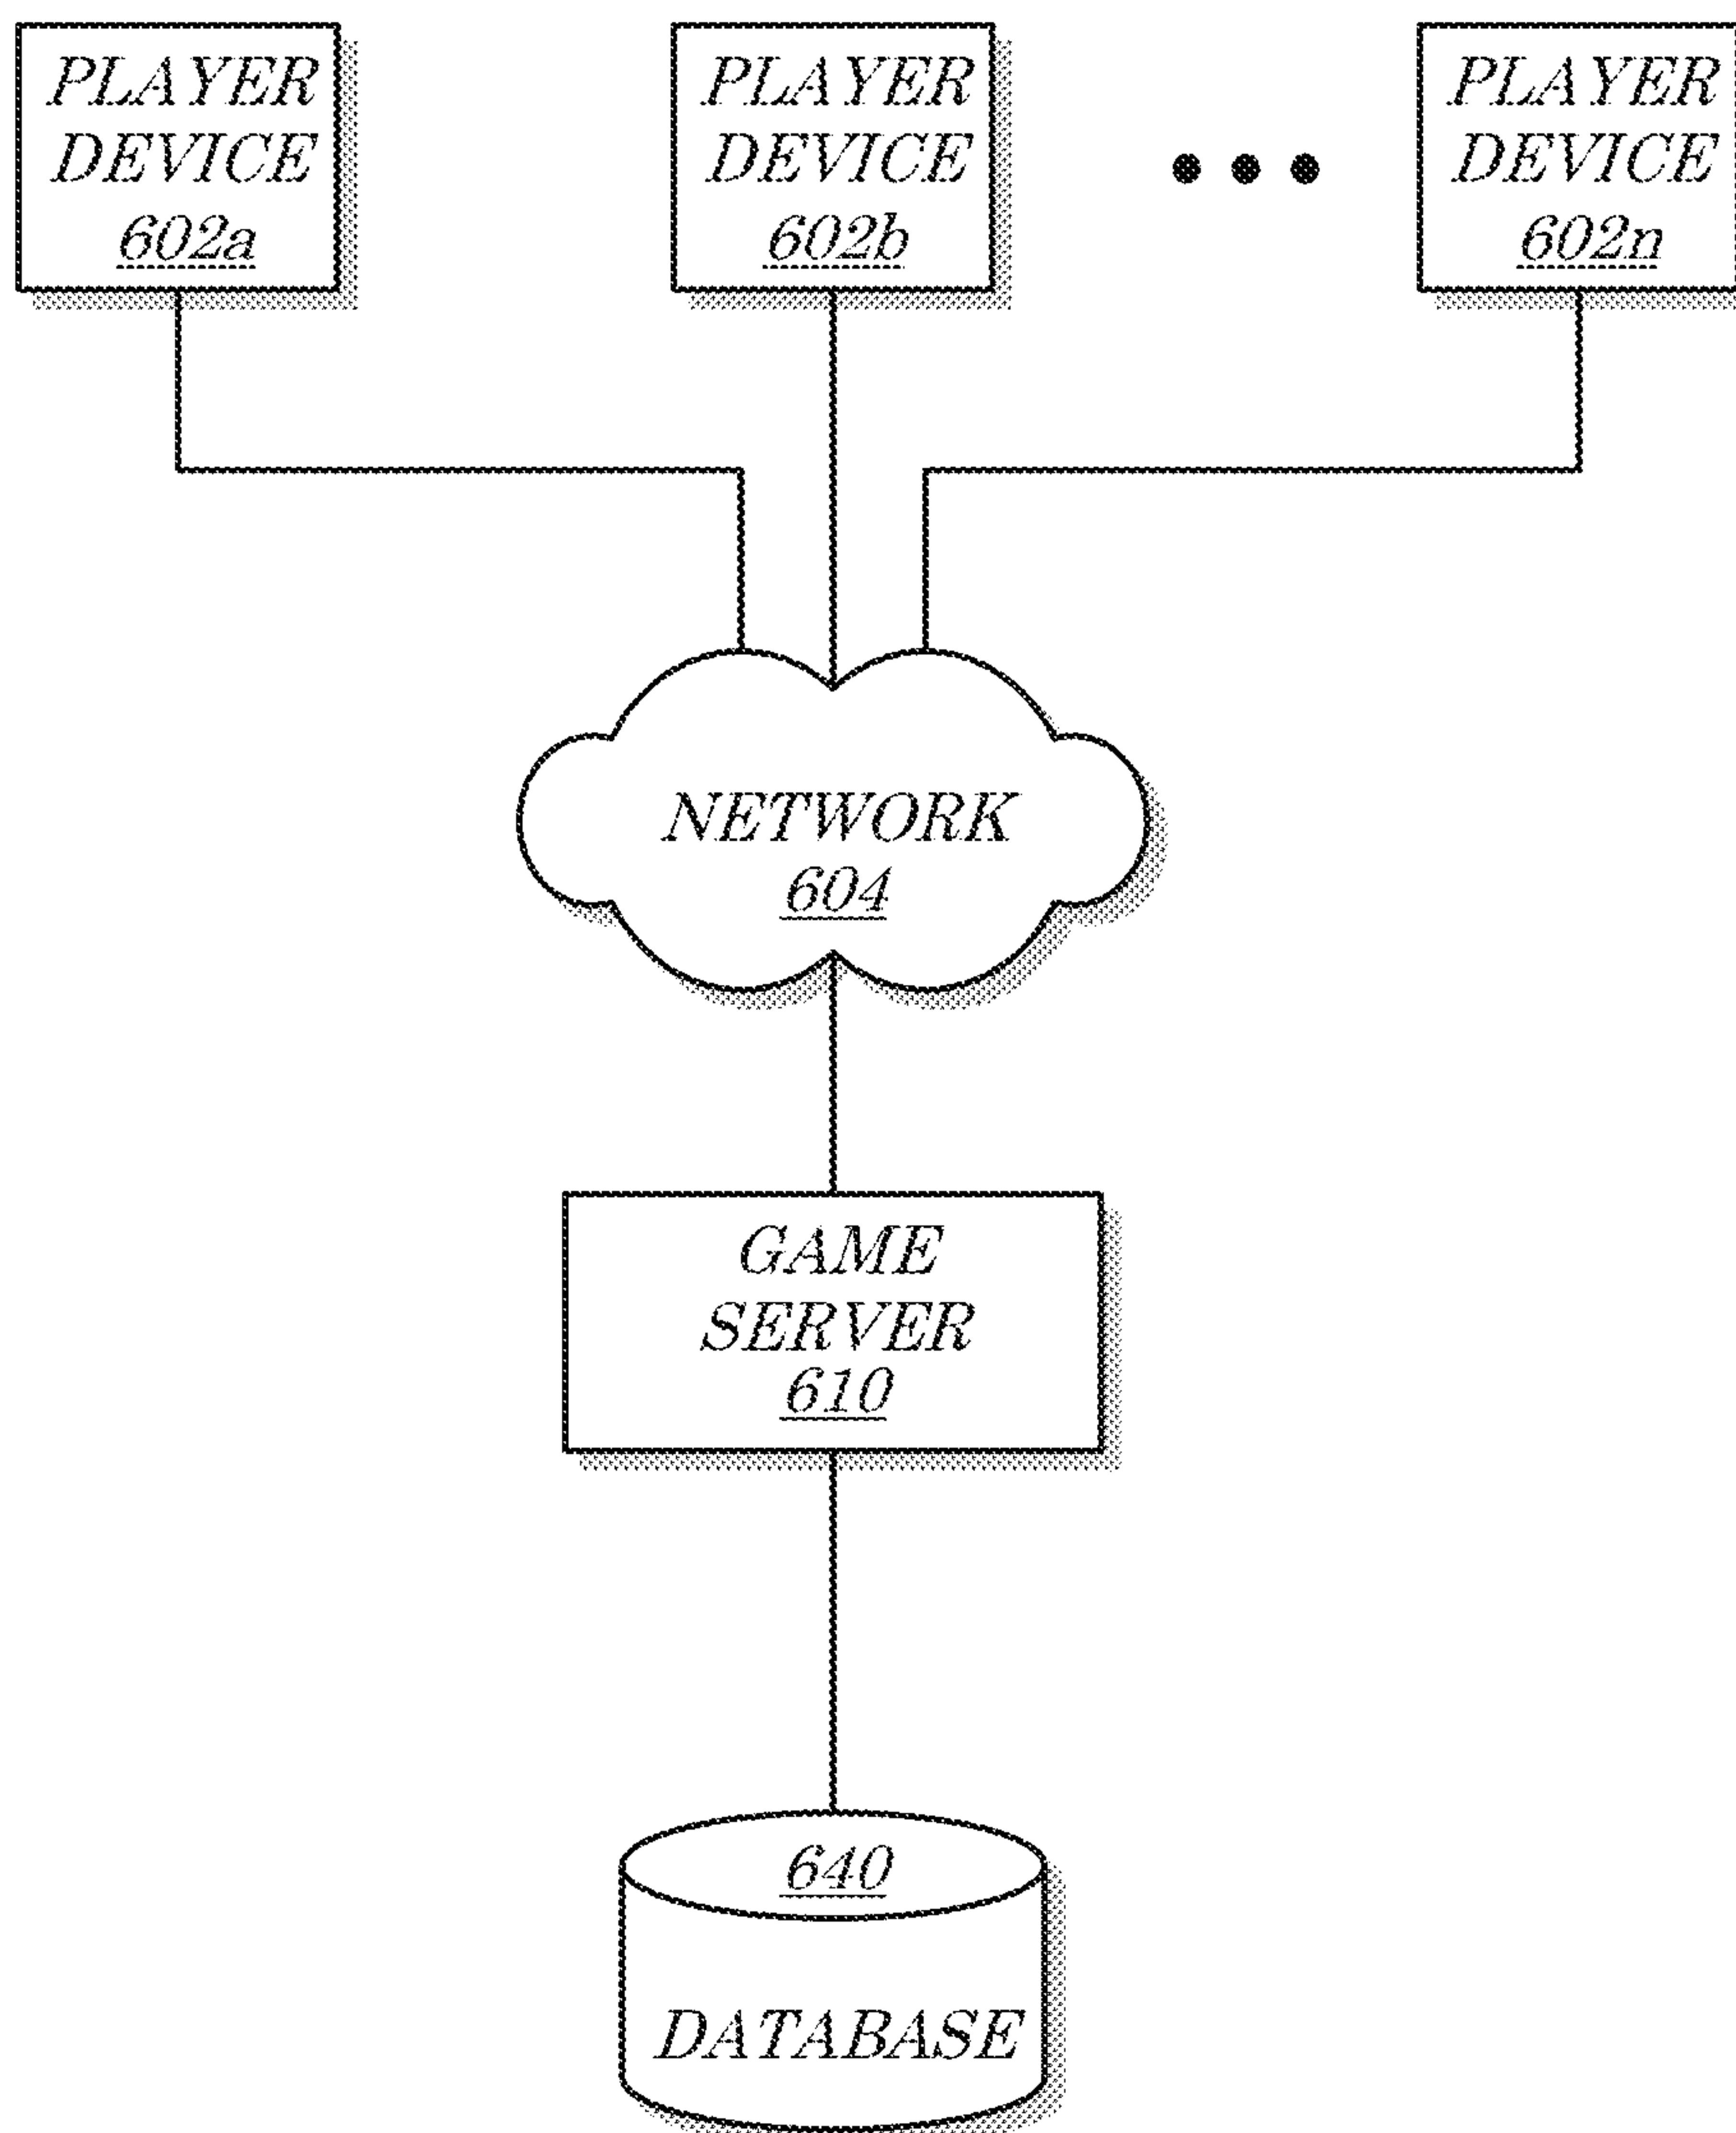 PLAYER
DEVICE
602a
PLAYER
DEVICE
602b
PLAYER
DEVICE
602n
NETWORK
604
GAME
SERVER
610
640
DATABASE